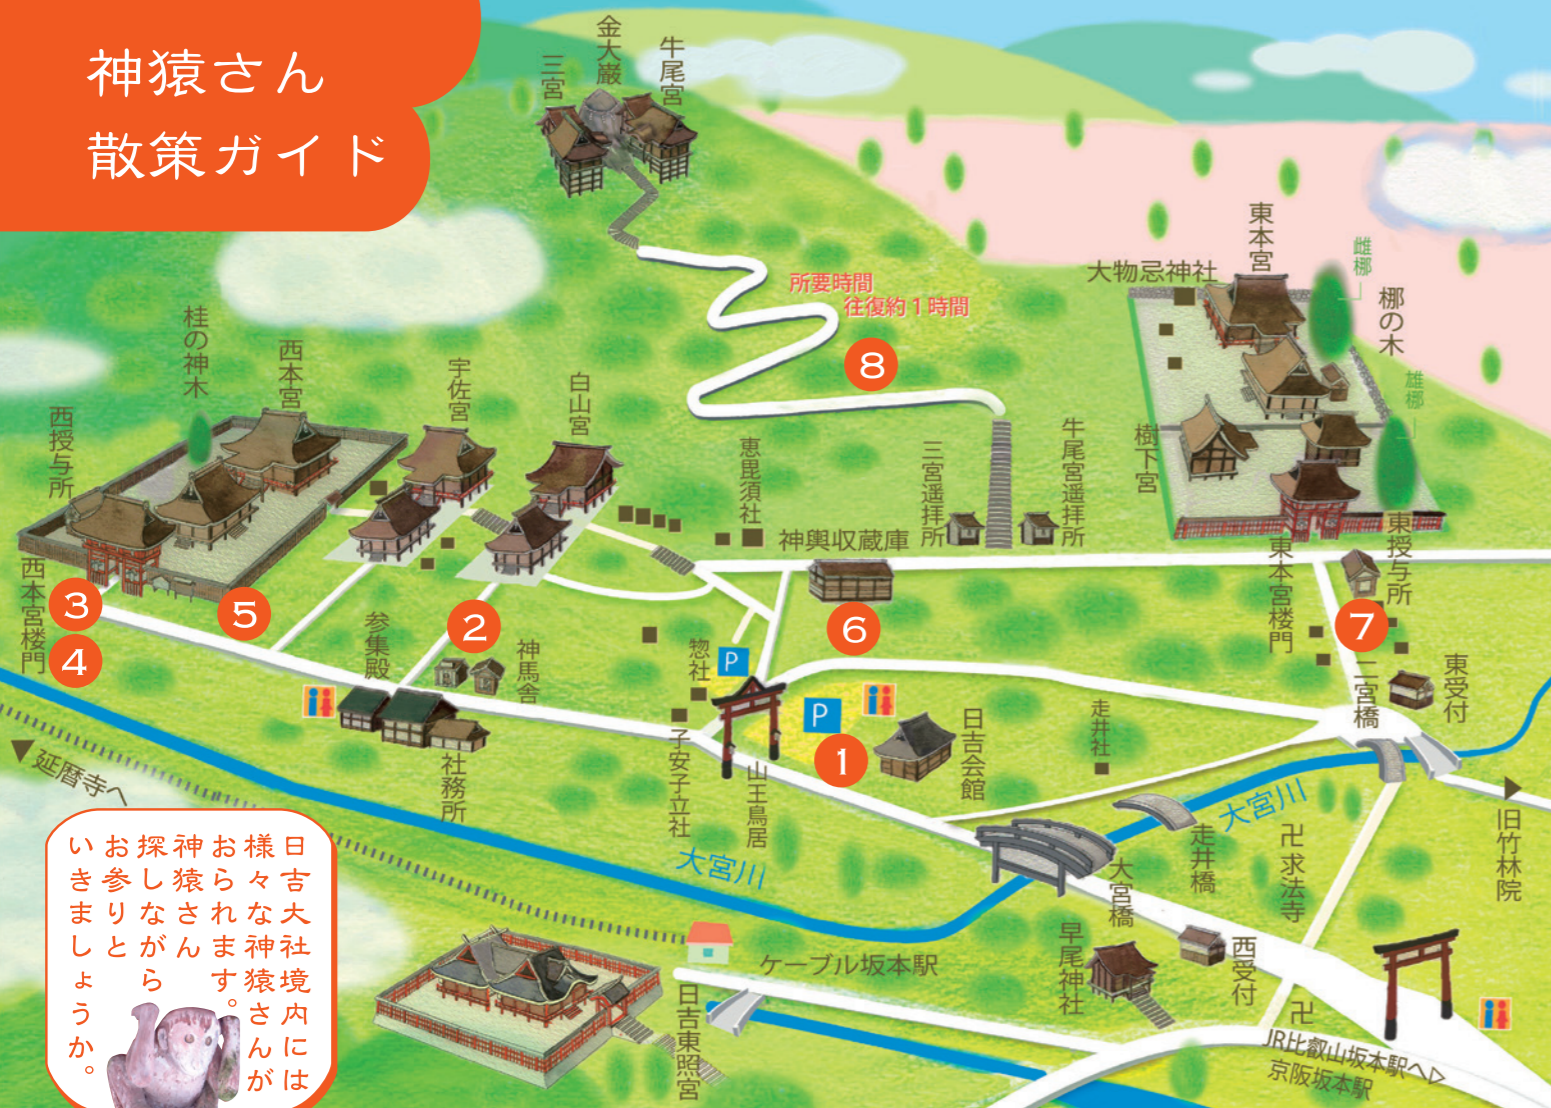 神猿さん
散策ガイド
三宮
金大巌
牛尾宮
所要時間
往復約1時間
8
東本宮
大物忌神社
雌梛
梛の木
雄梛
樹下宮
東本宮楼門
東授与所
7
二宮橋
東受付
桂の神木
西本宮
宇佐宮
白山宮
西授与所
西本宮楼門
3
4
5
恵毘須社
神輿収蔵庫
三宮遥拝所
牛尾宮遥拝所
6
参集殿
2
神馬舎
社務所
惣社
P
P
1
子安子立社
山王鳥居
日吉会館
走井社
大宮川
大宮川
大宮橋
走井橋
卍求法寺
旧竹林院
延暦寺へ
ケーブル坂本駅
日吉東照宮
早尾神社
西受付
卍
JR比叡山坂本駅へ
京阪坂本駅
日吉大社境内には
様々な神猿さんが
おられます。
神猿さん
探しながら
お参りと
いきましょうか。